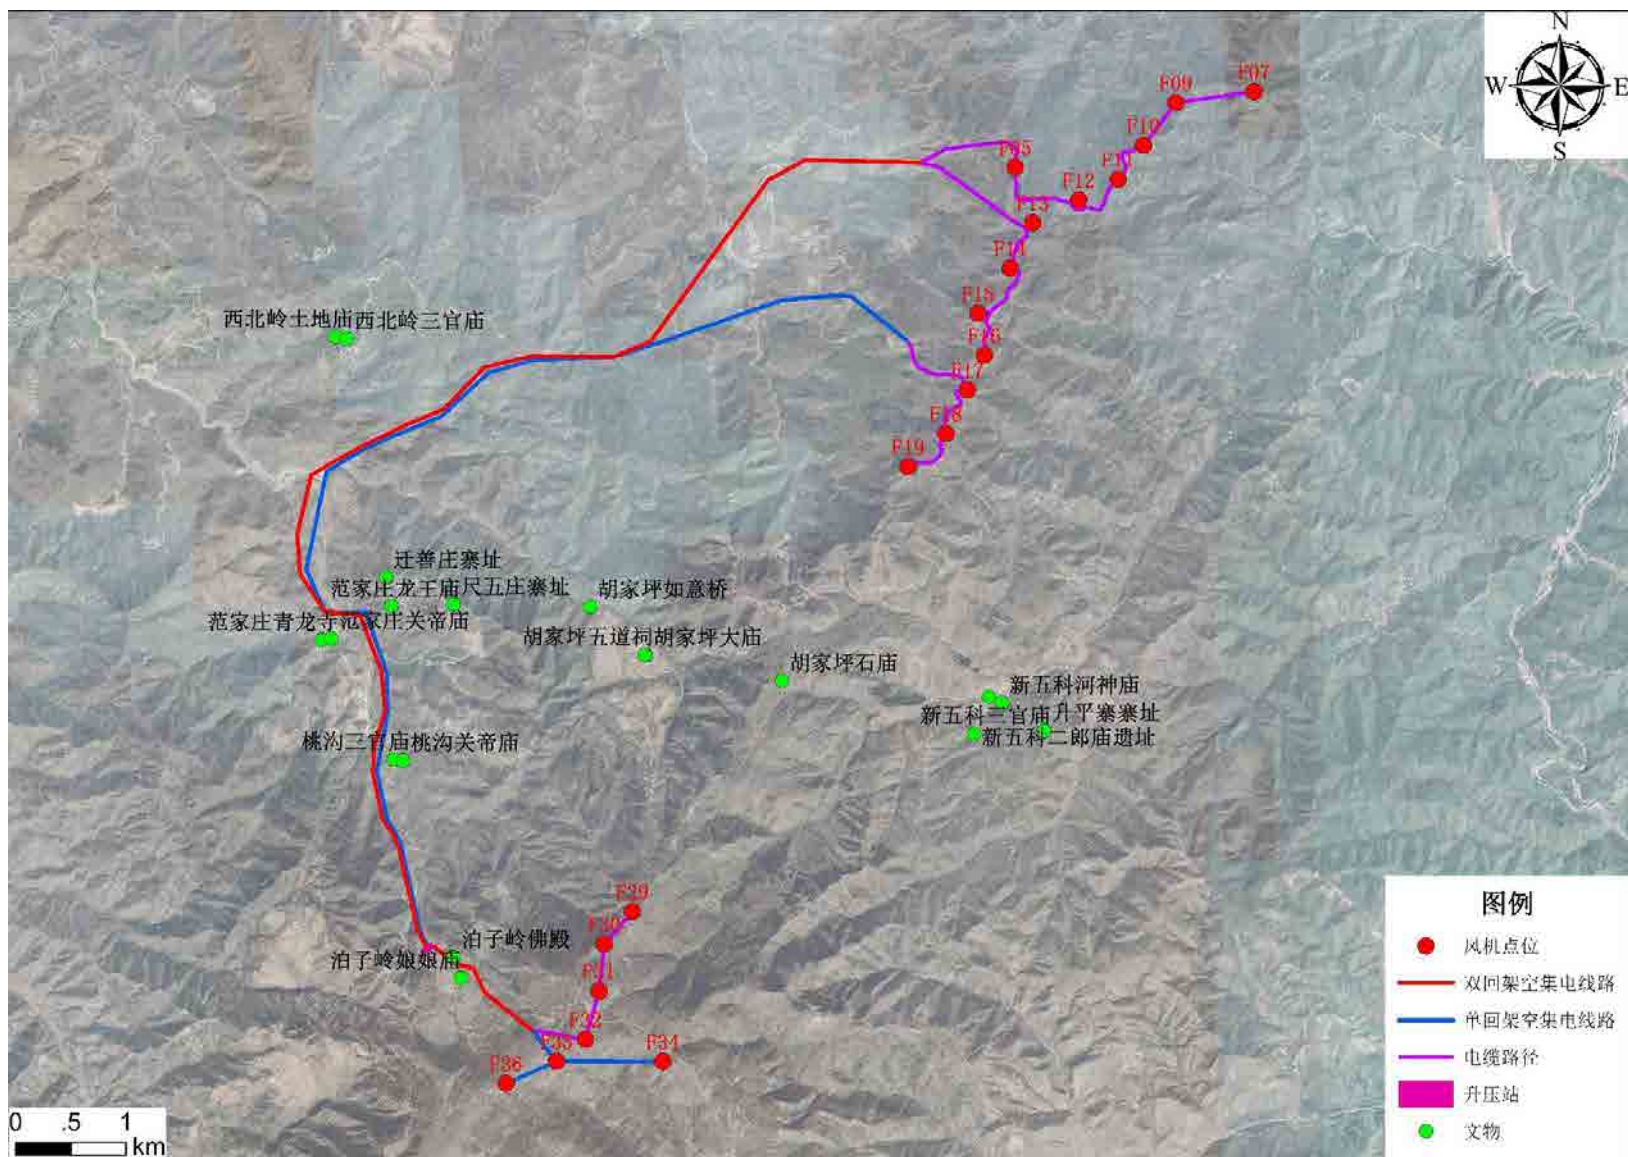 N
W
E
S
F07
F09
F10
F11
F05
F12
F13
F14
F15
F16
F17
F18
F19
西北岭土地庙
西北岭三官庙
迁善庄寨址
范家庄龙王庙
尺五庄寨址
胡家坪如意桥
范家庄青龙寺
范家庄关帝庙
胡家坪五道祠
胡家坪大庙
胡家坪石庙
新五科河神庙
新五科三官庙
升平寨寨址
新五科二郎庙遗址
桃沟三官庙
桃沟关帝庙
泊子岭佛殿
泊子岭娘娘庙
F29
F30
F31
F32
F33
F34
F36
图例
风机点位
双回架空集电线路
单回架空集电线路
电缆路径
升压站
文物
0 .5 1
km